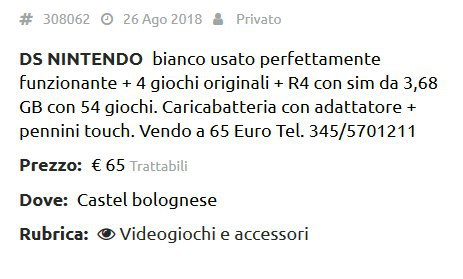 # 308062 26 Ago 2018 Privato
DS NINTENDO bianco usato perfettamente
funzionante + 4 giochi originali + R4 con sim da 3,68
GB con 54 giochi. Caricabatteria con adattatore +
pennini touch. Vendo a 65 Euro Tel. 345/5701211
Prezzo: € 65 Trattabili
Dove: Castel bolognese
Rubrica: Videogiochi e accessori